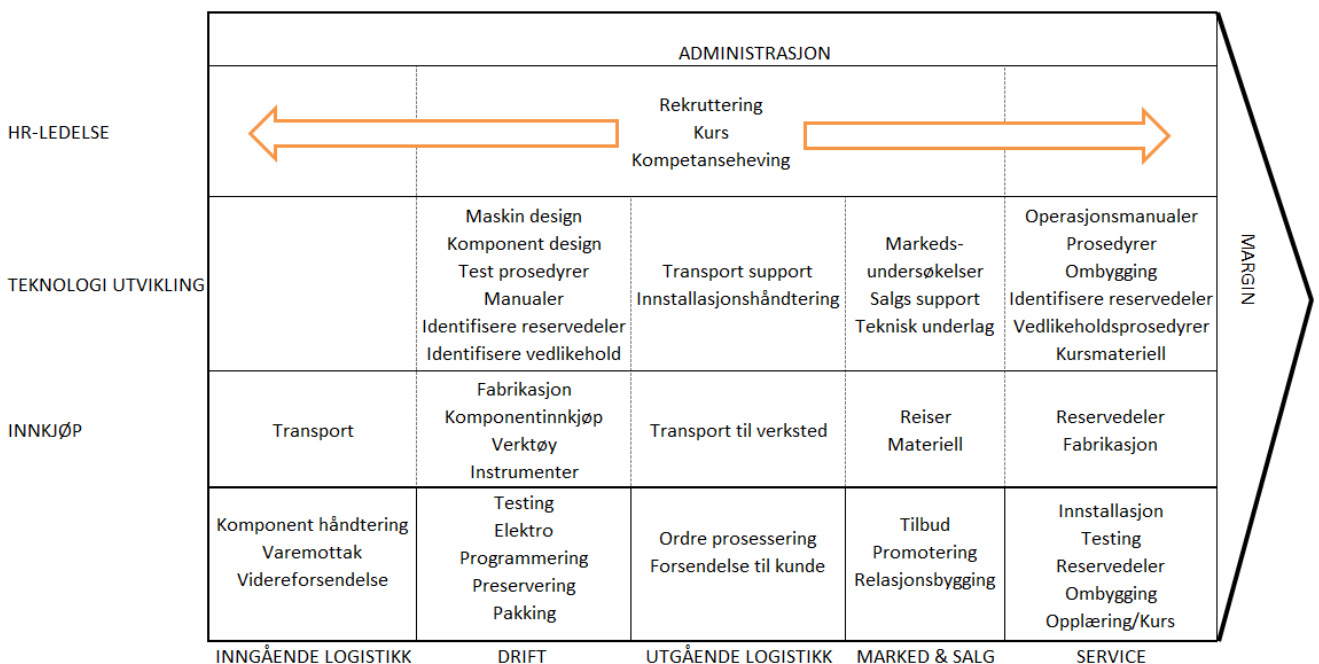 ADMINISTRASJON
HR-LEDELSE
Rekruttering
Kurs
Kompetanseheving
TEKNOLOGI UTVIKLING
Maskin design
Komponent design
Test prosedyrer
Manualer
Identifisere reservedeler
Identifisere vedlikehold
Transport support
Innstallasjonshåndtering
Markeds-
undersøkelser
Salgs support
Teknisk underlag
Operasjonsmanualer
Prosedyrer
Ombygging
Identifisere reservedeler
Vedlikeholdsprosedyrer
Kursmateriell
MARGIN
INNKJØP
Transport
Fabrikasjon
Komponentinnkjøp
Verktøy
Instrumenter
Transport til verksted
Reiser
Materiell
Reservedeler
Fabrikasjon
Komponent håndtering
Varemottak
Videreforsendelse
Testing
Elektro
Programmering
Preservering
Pakking
Ordre prosessering
Forsendelse til kunde
Tilbud
Promotering
Relasjonsbygging
Innstallasjon
Testing
Reservedeler
Ombygging
Opplæring/Kurs
INNGÅENDE LOGISTIKK
DRIFT
UTGÅENDE LOGISTIKK
MARKED & SALG
SERVICE